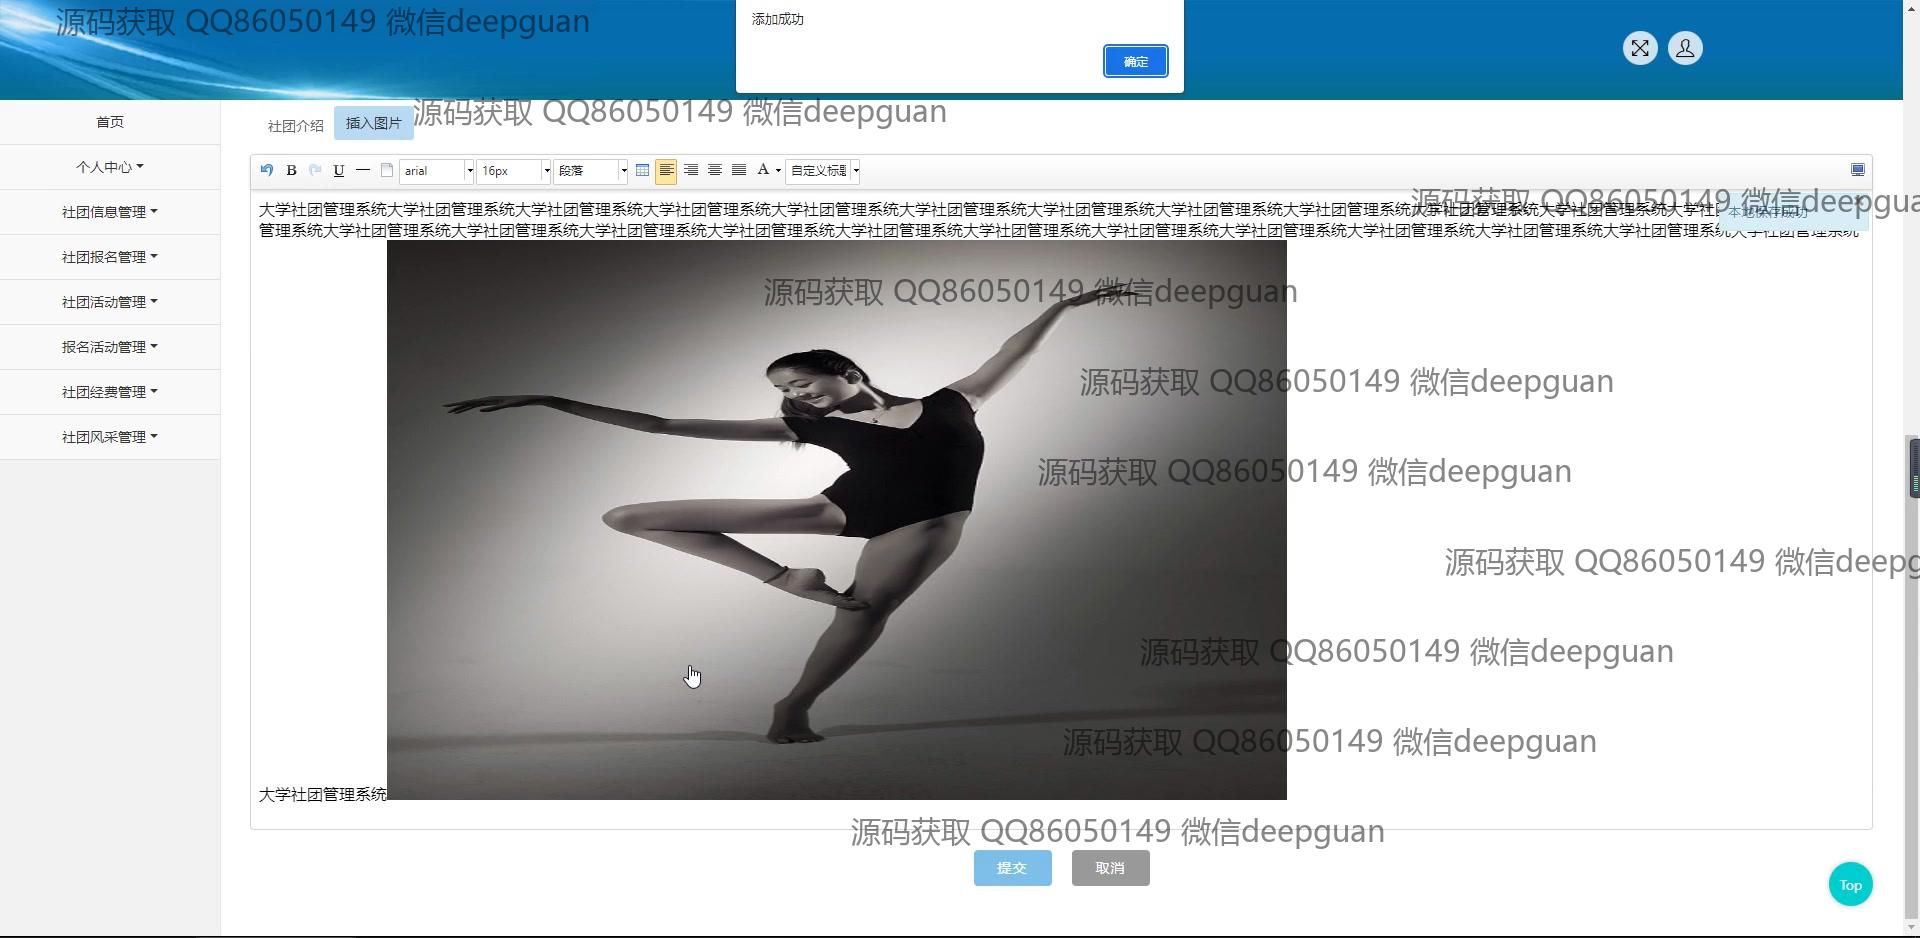 源码获取 QQ86050149 微信deepguan
添加成功
确定
首页
个人中心
社团信息管理
社团报名管理
社团活动管理
报名活动管理
社团经费管理
社团风采管理
社团介绍
插入图片
源码获取 QQ86050149 微信deepguan
B U arial 16px 段落 A 自定义标题
源码获取 QQ86050149 微信deepgua
本地保存成功
大学社团管理系统大学社团管理系统大学社团管理系统大学社团管理系统大学社团管理系统大学社团管理系统大学社团管理系统大学社团管理系统大学社团管理系统大学社团管理系统大学社团管理系统大学社
管理系统大学社团管理系统大学社团管理系统大学社团管理系统大学社团管理系统大学社团管理系统大学社团管理系统大学社团管理系统大学社团管理系统大学社团管理系统大学社团管理系统大学社团管理系统大学社团管理系统
源码获取 QQ86050149 微信deepguan
源码获取 QQ86050149 微信deepguan
源码获取 QQ86050149 微信deepguan
源码获取 QQ86050149 微信deep
源码获取 QQ86050149 微信deepguan
源码获取 QQ86050149 微信deepguan
大学社团管理系统
源码获取 QQ86050149 微信deepguan
提交
取消
Top